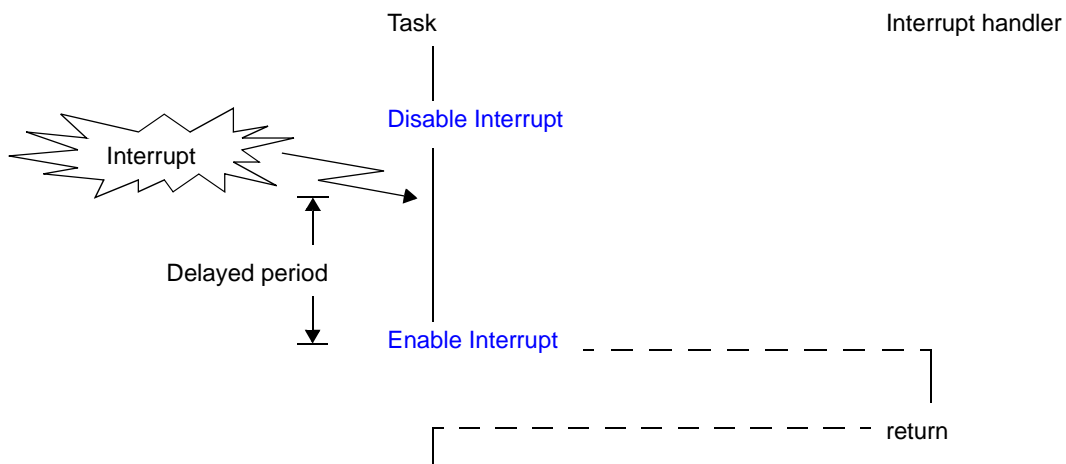 Task
Interrupt handler
Disable Interrupt
Interrupt
Delayed period
Enable Interrupt
return